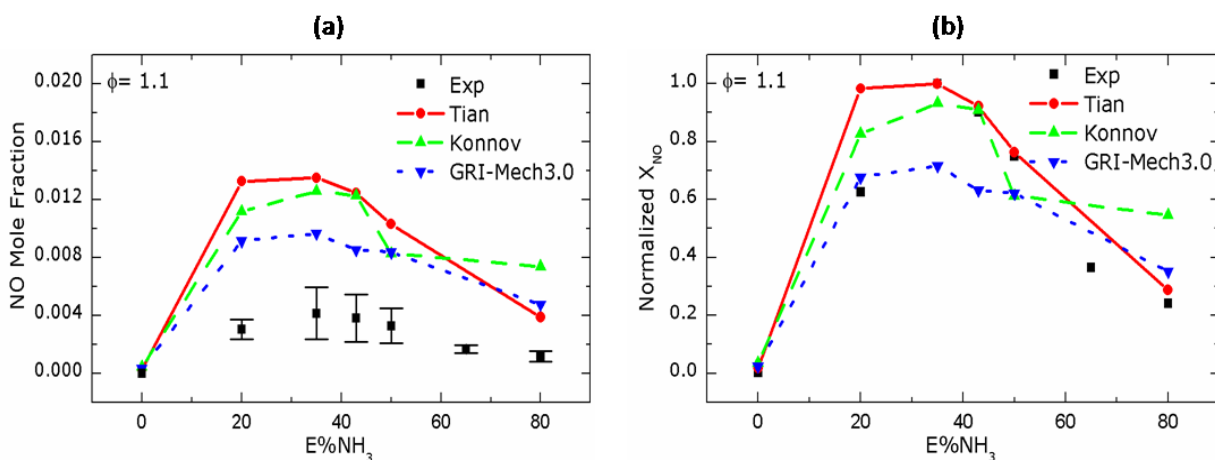 (a)
ϕ= 1.1
Exp
Tian
Konnov
GRI-Mech3.0
0.020
0.016
0.012
0.008
0.004
0.000
NO Mole Fraction
0 20 40 60 80
E%NH₃
(b)
ϕ= 1.1
Exp
Tian
Konnov
GRI-Mech3.0
1.0
0.8
0.6
0.4
0.2
0.0
Normalized X_NO
0 20 40 60 80
E%NH₃